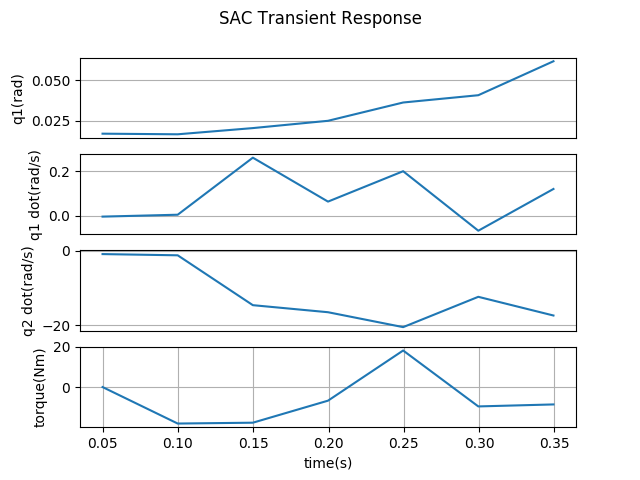 SAC Transient Response
q1(rad)
0.050
0.025
q1 dot(rad/s)
0.2
0.0
q2 dot(rad/s)
0
−20
torque(Nm)
20
0
0.05 0.10 0.15 0.20 0.25 0.30 0.35
time(s)